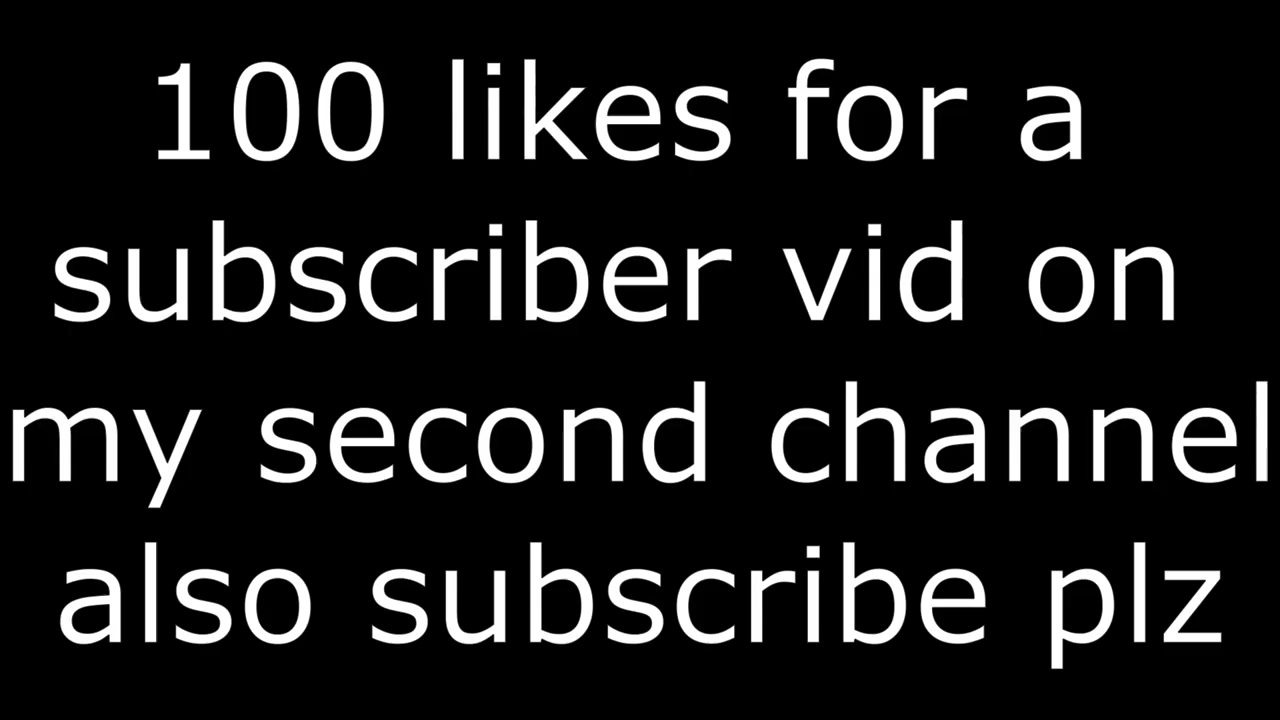 100 likes for a
subscriber vid on
my second channel
also subscribe plz